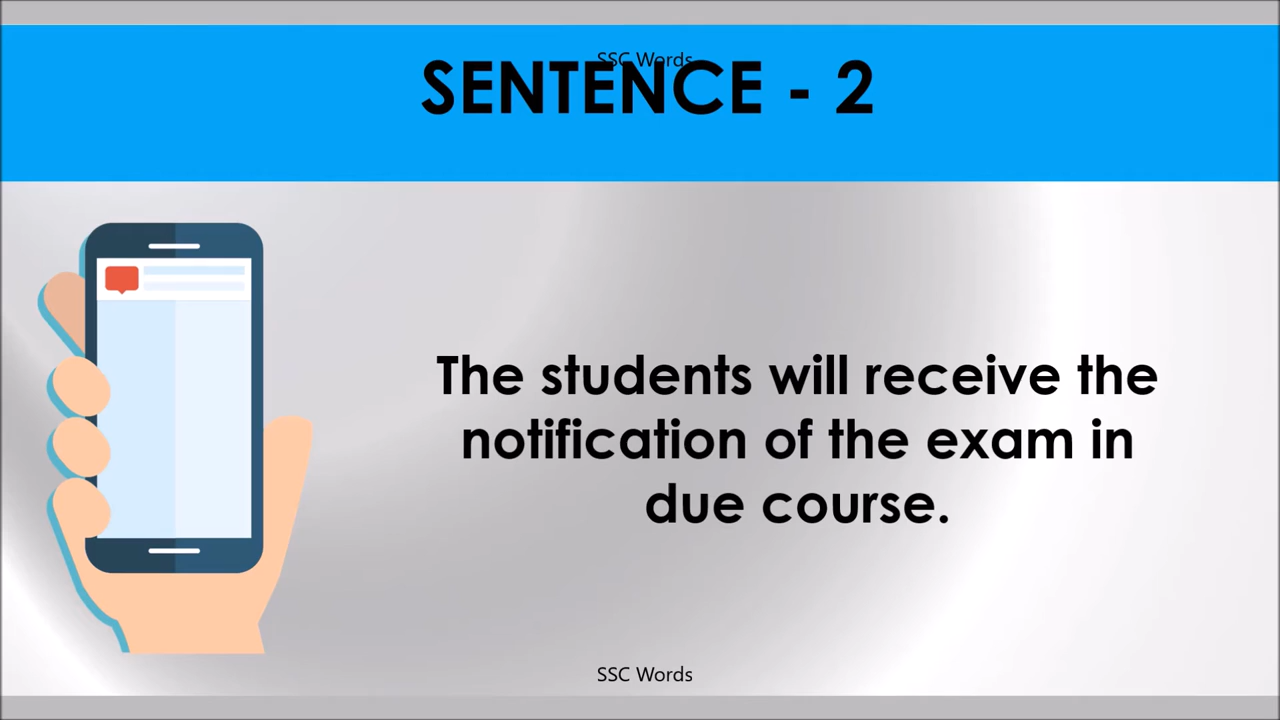 SSC Words
SENTENCE - 2
The students will receive the
notification of the exam in
due course.
SSC Words